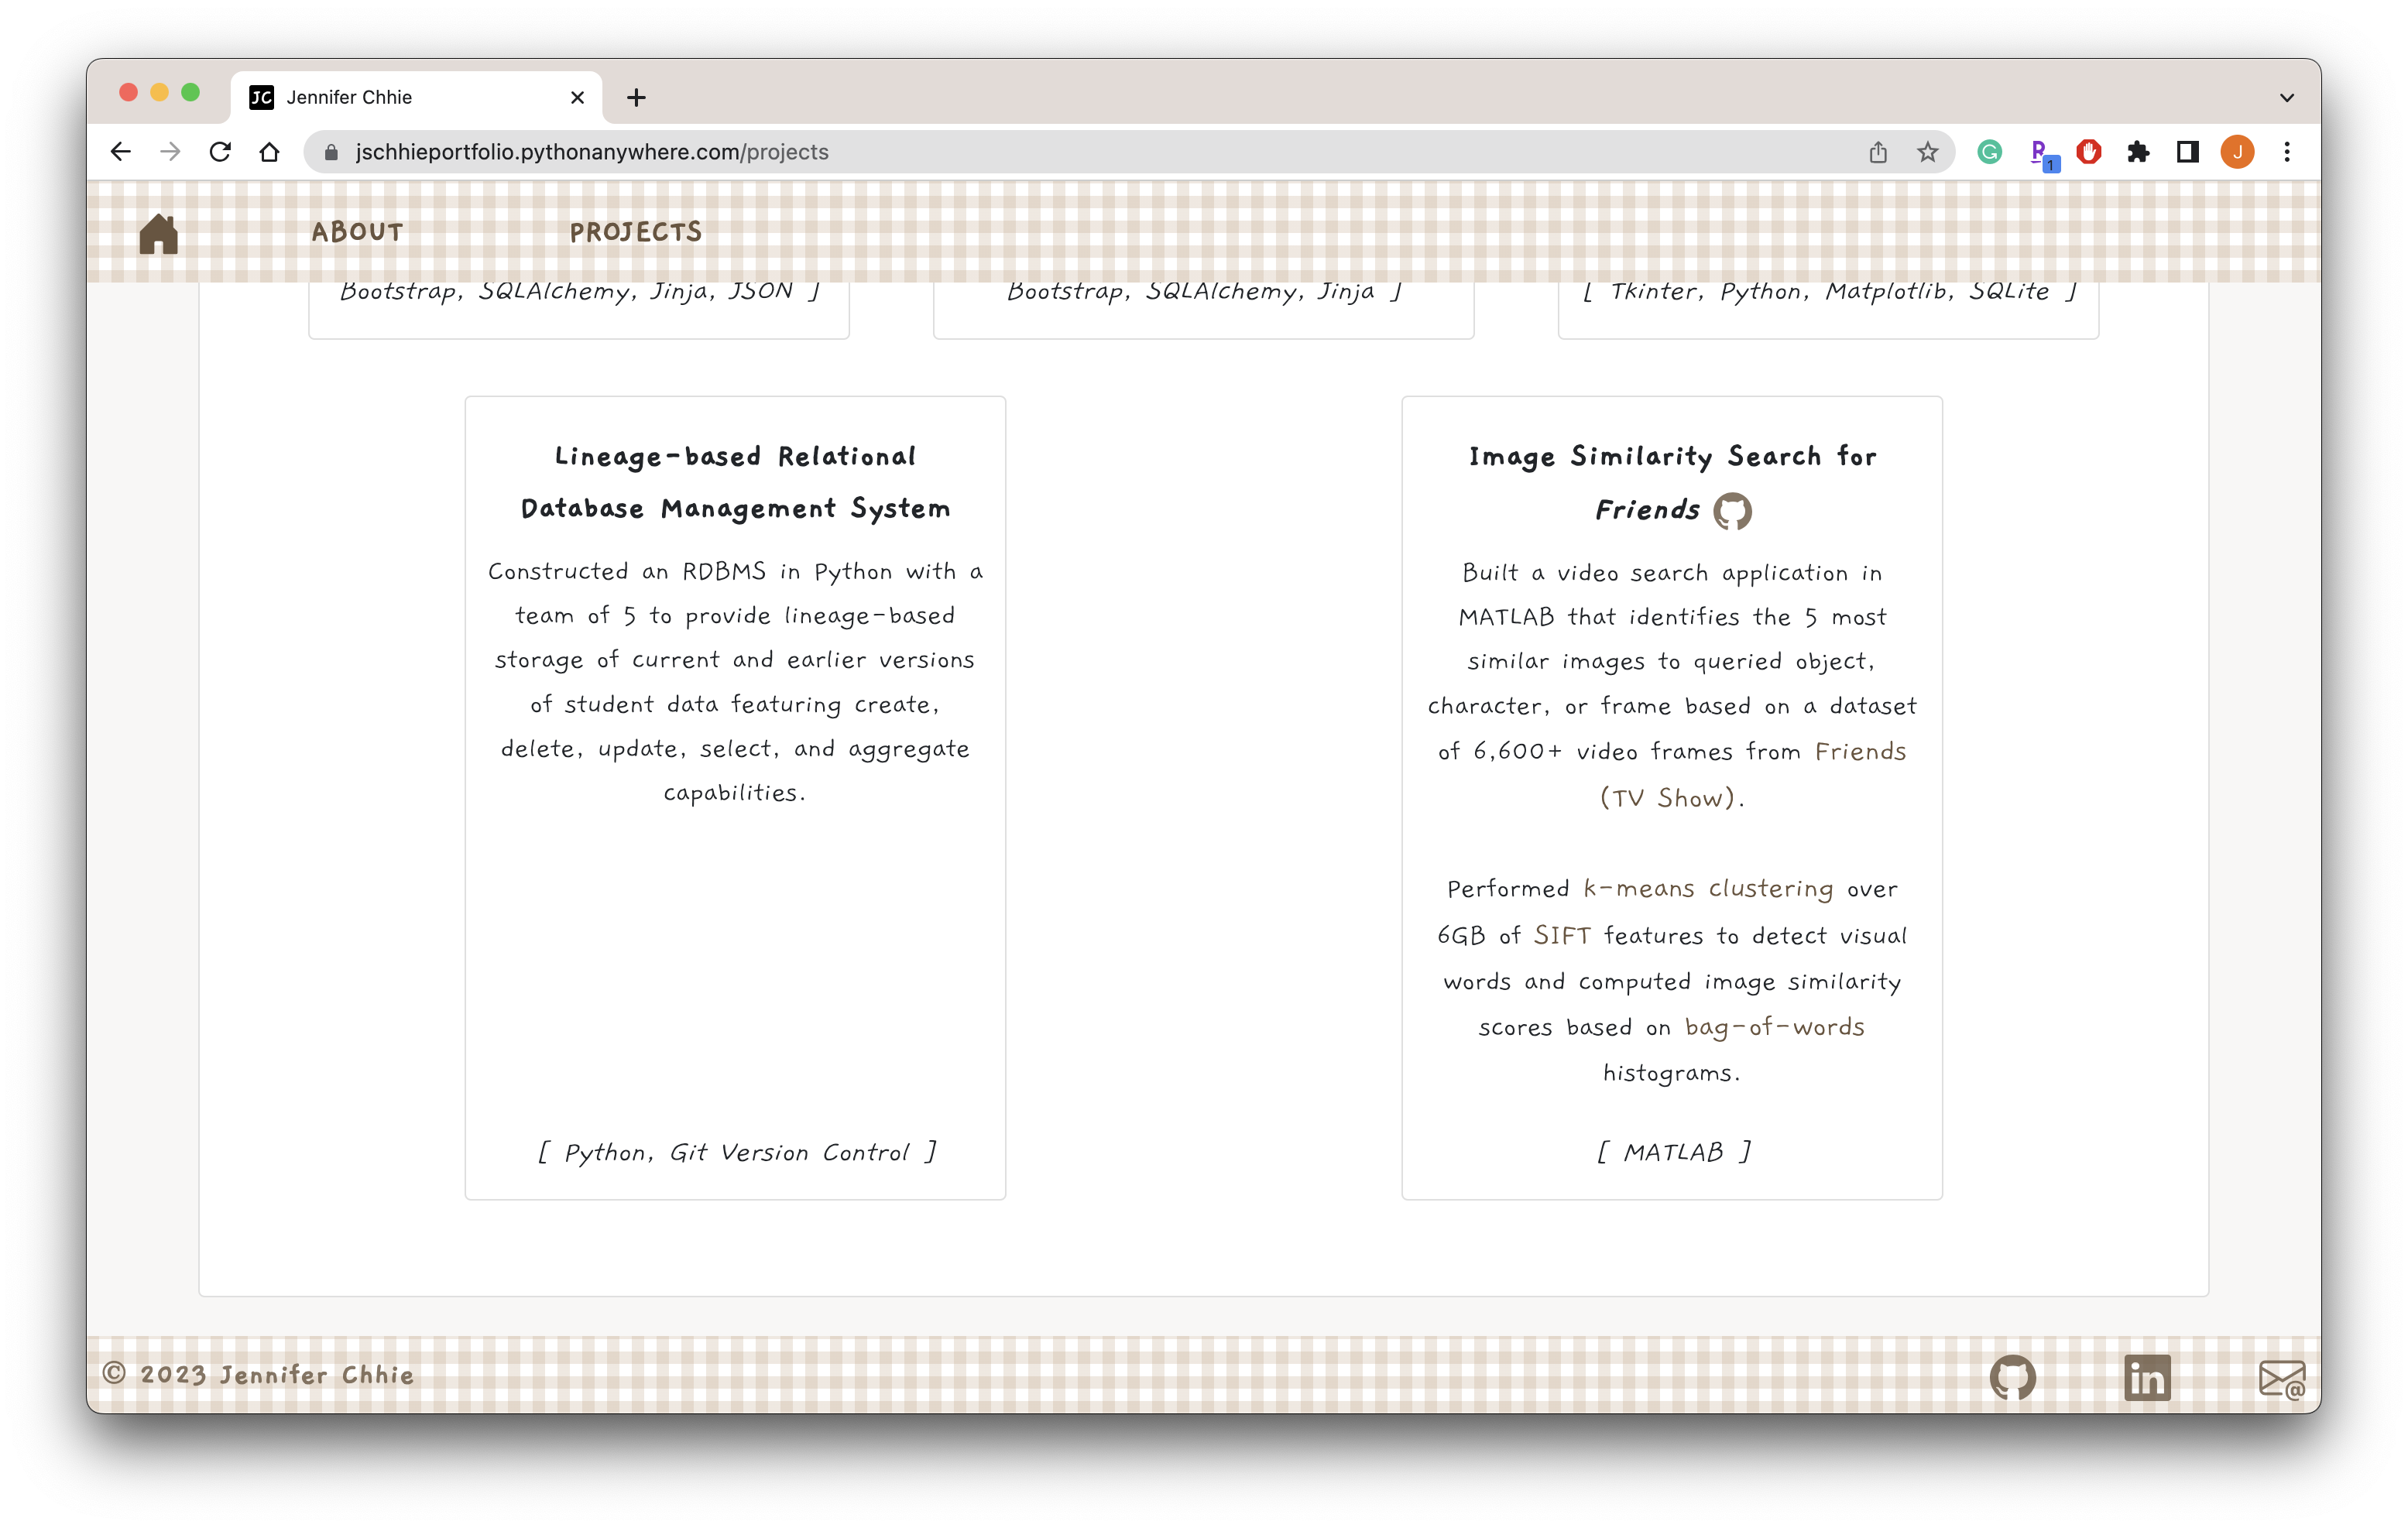 JC Jennifer Chhie
jschhieportfolio.pythonanywhere.com/projects
1
J
ABOUT PROJECTS
Bootstrap, SQLAlchemy, Jinja, JSON ]
Bootstrap, SQLAlchemy, Jinja ]
[ Tkinter, Python, Matplotlib, SQLite ]
Lineage-based Relational
Database Management System
Constructed an RDBMS in Python with a
team of 5 to provide lineage-based
storage of current and earlier versions
of student data featuring create,
delete, update, select, and aggregate
capabilities.
[ Python, Git Version Control ]
Image Similarity Search for
Friends
Built a video search application in
MATLAB that identifies the 5 most
similar images to queried object,
character, or frame based on a dataset
of 6,600+ video frames from Friends
(TV Show).
Performed k-means clustering over
6GB of SIFT features to detect visual
words and computed image similarity
scores based on bag-of-words
histograms.
[ MATLAB ]
© 2023 Jennifer Chhie
in
@